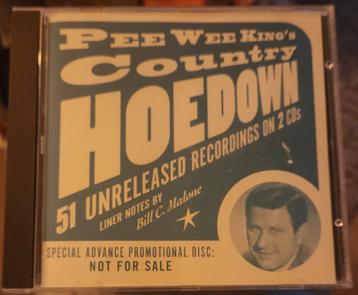 PEE WEE KING'S
Country
HOEDOWN
51 UNRELEASED RECORDINGS ON 2 CDs
LINER NOTES BY Bill C. Malone
SPECIAL ADVANCE PROMOTIONAL DISC:
NOT FOR SALE